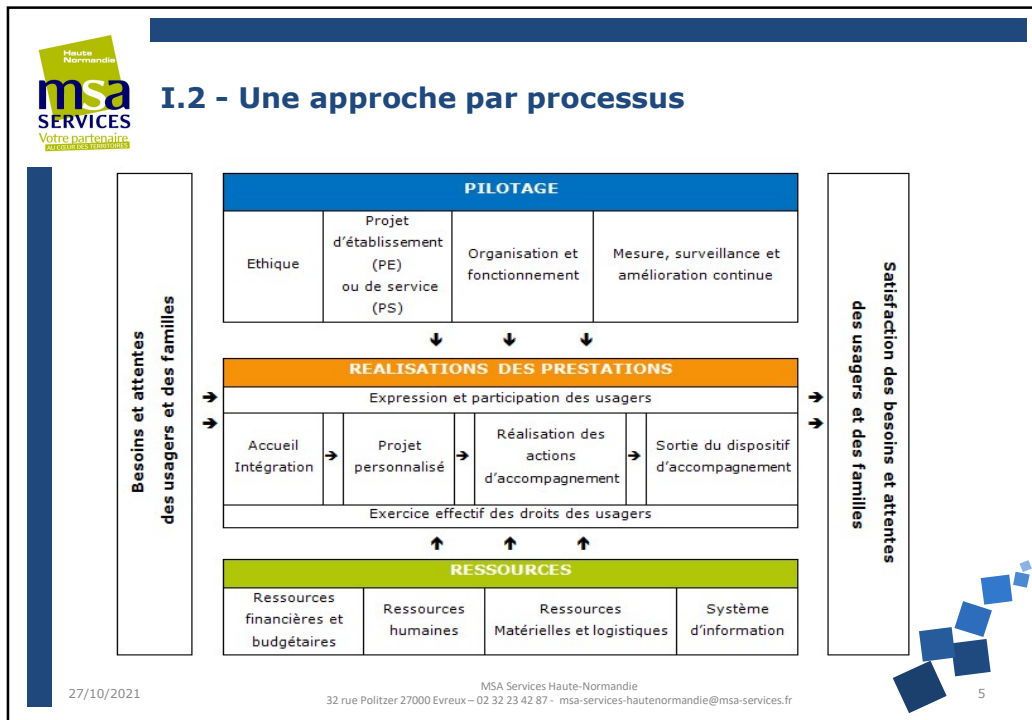 Haute
Normandie
msa
SERVICES
Votre partenaire
AU CŒUR DES TERRITOIRES
I.2 - Une approche par processus
Besoins et attentes
des usagers et des familles
PILOTAGE
Ethique
Projet
d'établissement
(PE)
ou de service
(PS)
Organisation et
fonctionnement
Mesure, surveillance et
amélioration continue
REALISATIONS DES PRESTATIONS
Expression et participation des usagers
Accueil
Intégration
Projet
personnalisé
Réalisation des
actions
d'accompagnement
Sortie du dispositif
d'accompagnement
Exercice effectif des droits des usagers
RESSOURCES
Ressources
financières et
budgétaires
Ressources
humaines
Ressources
Matérielles et logistiques
Système
d'information
Satisfaction des besoins et attentes
des usagers et des familles
27/10/2021
MSA Services Haute-Normandie
32 rue Politzer 27000 Evreux – 02 32 23 42 87 - msa-services-hautenormandie@msa-services.fr
5